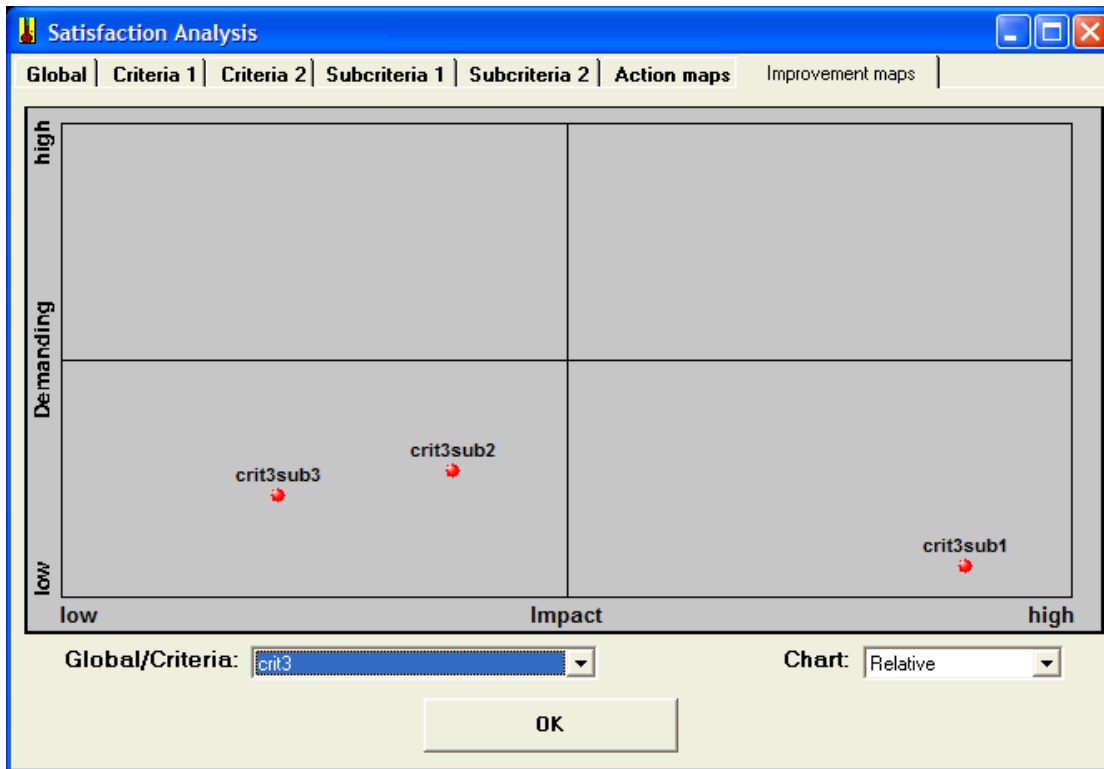 Satisfaction Analysis
Global Criteria 1 Criteria 2 Subcriteria 1 Subcriteria 2 Action maps Improvement maps
high
Demanding
low
crit3sub2
crit3sub3
crit3sub1
low Impact high
Global/Criteria: crit3 Chart: Relative
OK